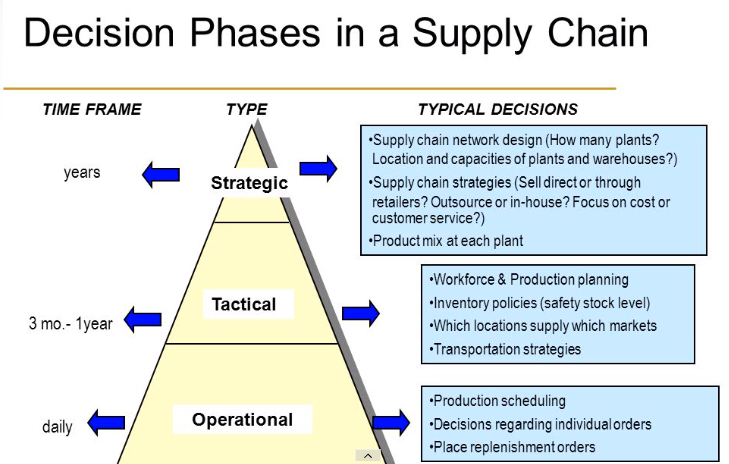 Decision Phases in a Supply Chain
TIME FRAME
TYPE
TYPICAL DECISIONS
years
Strategic
•Supply chain network design (How many plants?
Location and capacities of plants and warehouses?)
•Supply chain strategies (Sell direct or through
retailers? Outsource or in-house? Focus on cost or
customer service?)
•Product mix at each plant
3 mo.- 1year
Tactical
•Workforce & Production planning
•Inventory policies (safety stock level)
•Which locations supply which markets
•Transportation strategies
daily
Operational
•Production scheduling
•Decisions regarding individual orders
•Place replenishment orders